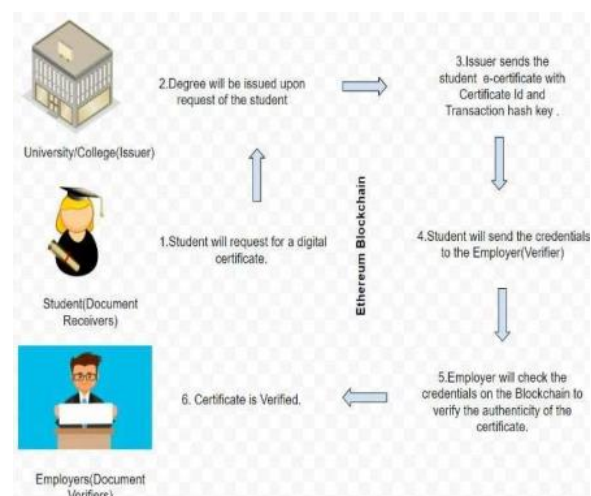 2.Degree will be issued upon
request of the student
3.Issuer sends the
student e-certificate with
Certificate Id and
Transaction hash key .
University/College(Issuer)
1.Student will request for a digital
certificate.
Ethereum Blockchain
4.Student will send the credentials
to the Employer(Verifier)
Student(Document
Receivers)
6. Certificate is Verified.
5.Employer will check the
credentials on the Blockchain to
verify the authenticity of the
certificate.
Employers(Document
Verifiers)